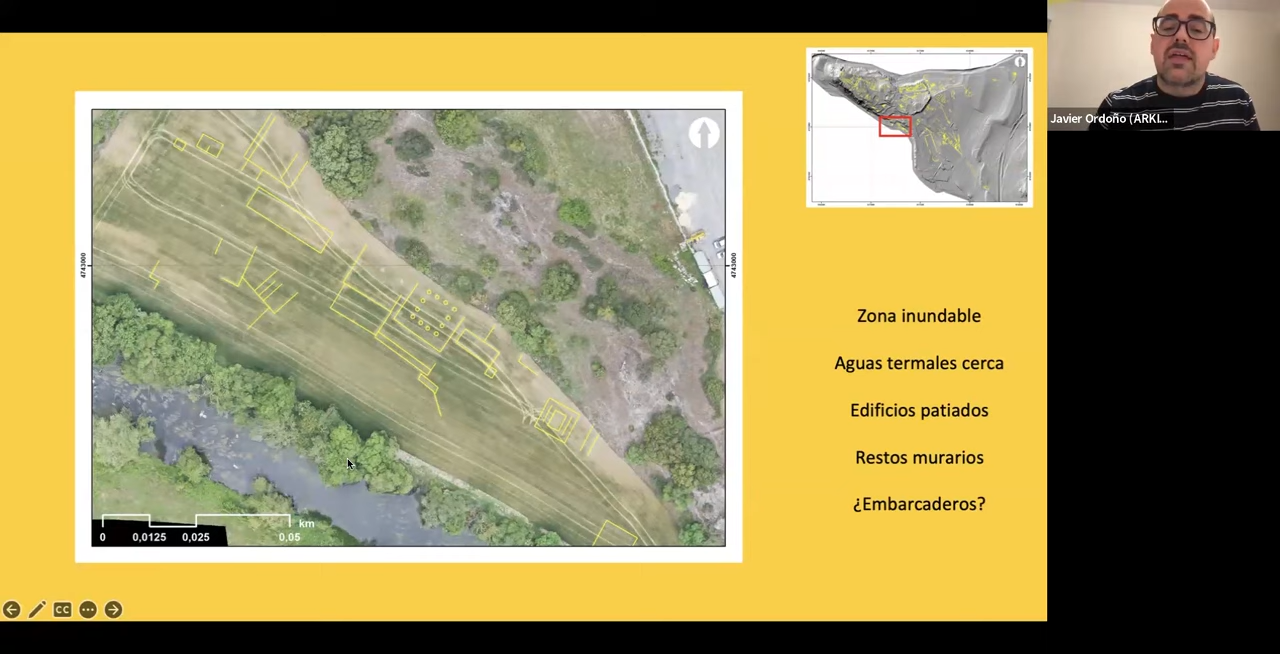 Javier Ordoño (ARKI...
4743000
4743000
km
0
0,0125
0,025
0,05
Zona inundable
Aguas termales cerca
Edificios patiados
Restos murarios
¿Embarcaderos?
CC